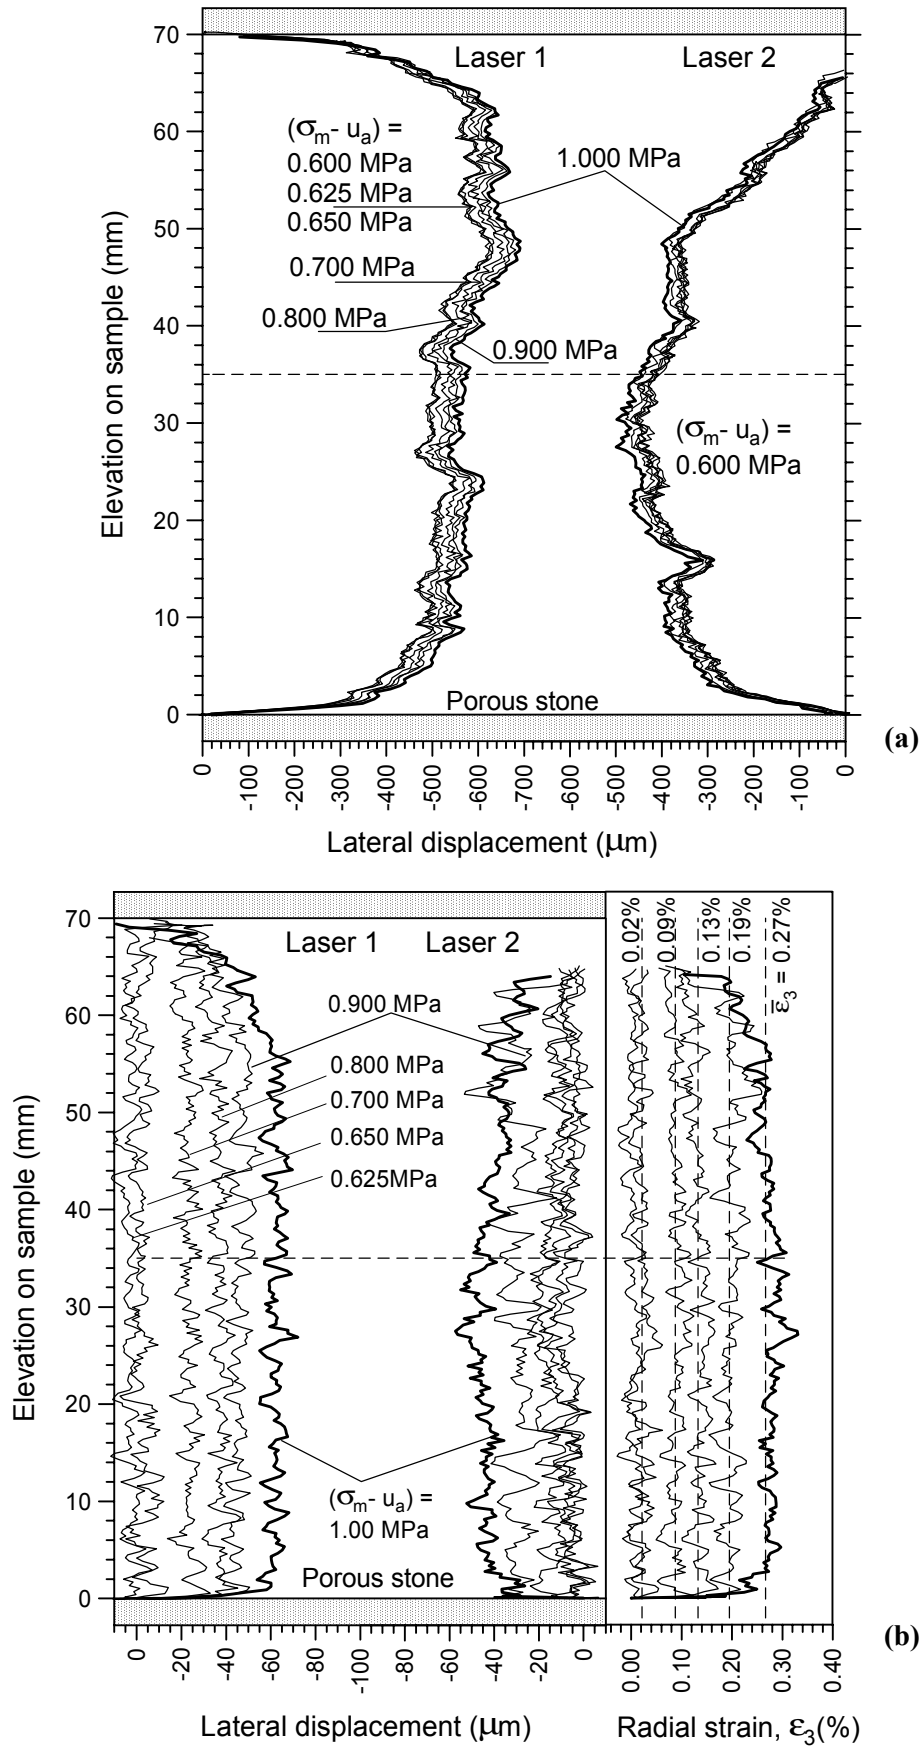 Laser 1 Laser 2
(σm - ua) =
0.600 MPa
0.625 MPa
0.650 MPa
1.000 MPa
0.700 MPa
0.800 MPa
0.900 MPa
(σm - ua) =
0.600 MPa
Porous stone
Elevation on sample (mm)
70
60
50
40
30
20
10
0
0 -100 -200 -300 -400 -500 -600 -700 -600 -500 -400 -300 -200 -100 0
Lateral displacement (μm)
(a)
Laser 1 Laser 2
0.900 MPa
0.800 MPa
0.700 MPa
0.650 MPa
0.625MPa
(σm - ua) =
1.00 MPa
Porous stone
Elevation on sample (mm)
70
60
50
40
30
20
10
0
0 -20 -40 -60 -80 -100 -80 -60 -40 -20 0
Lateral displacement (μm)
0.02% 0.09% 0.13% 0.19% ε̅3 = 0.27%
0.00 0.10 0.20 0.30 0.40
Radial strain, ε3(%)
(b)